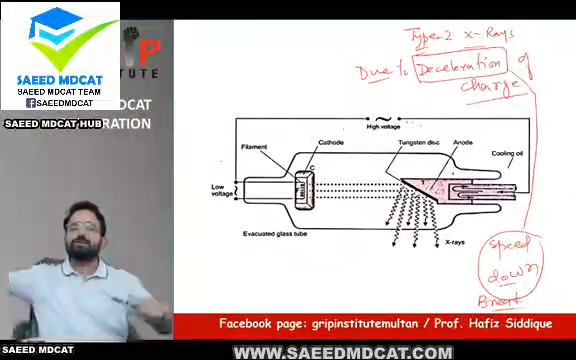 SAEED MDCAT
SAEED MDCAT TEAM
SAEEDMDCAT
MDCAT
SAEED MDCAT HUB
Type-2 X-Rays
Due to Deceleration of
charge
High voltage
Filament
Cathode
Tungsten disc
Anode
Cooling oil
C
Low
voltage
Evacuated glass tube
X-rays
speed
down
Facebook page: gripinstitutemultan / Prof. Hafiz Siddique
SAEED MDCAT
WWW.SAEEDMDCAT.COM